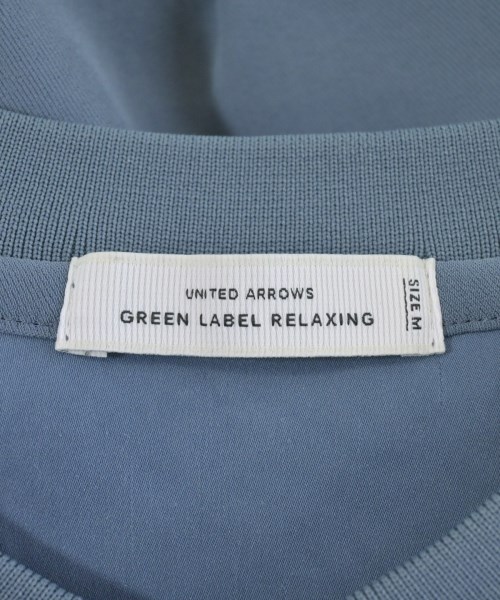 UNITED ARROWS
GREEN LABEL RELAXING
SIZE M